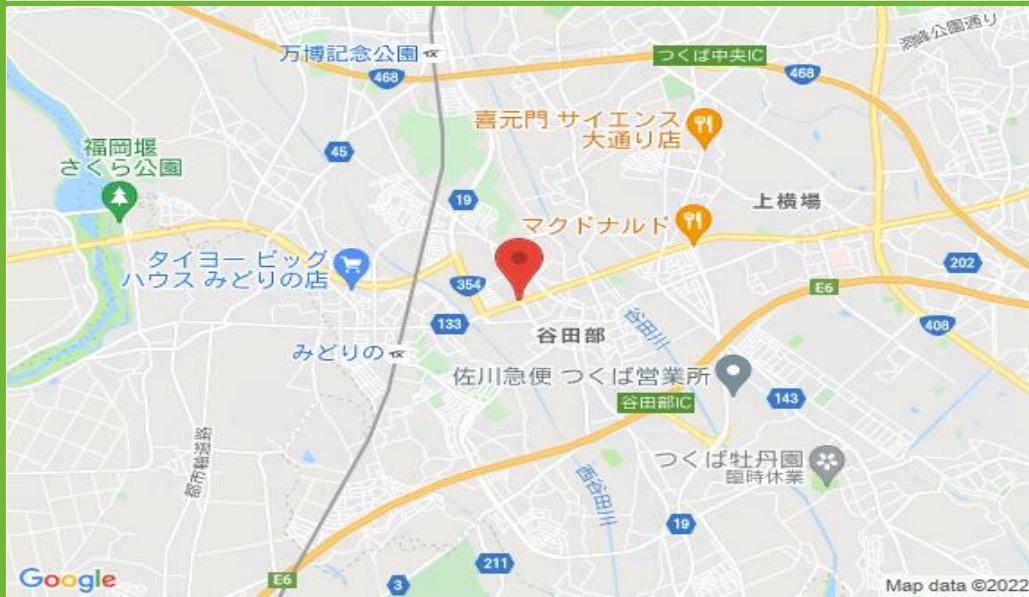 洞峰公園通り
万博記念公園
つくば中央IC
468
468
喜元門 サイエンス
大通り店
45
福岡堰
さくら公園
19
上横場
マクドナルド
タイヨー ビッグ
ハウス みどりの店
202
354
E6
133
谷田部
谷田川
408
みどりの
佐川急便 つくば営業所
谷田部IC
143
都市軸道路
つくば牡丹園
臨時休業
西谷田川
19
211
E6
3
Google
Map data ©2022